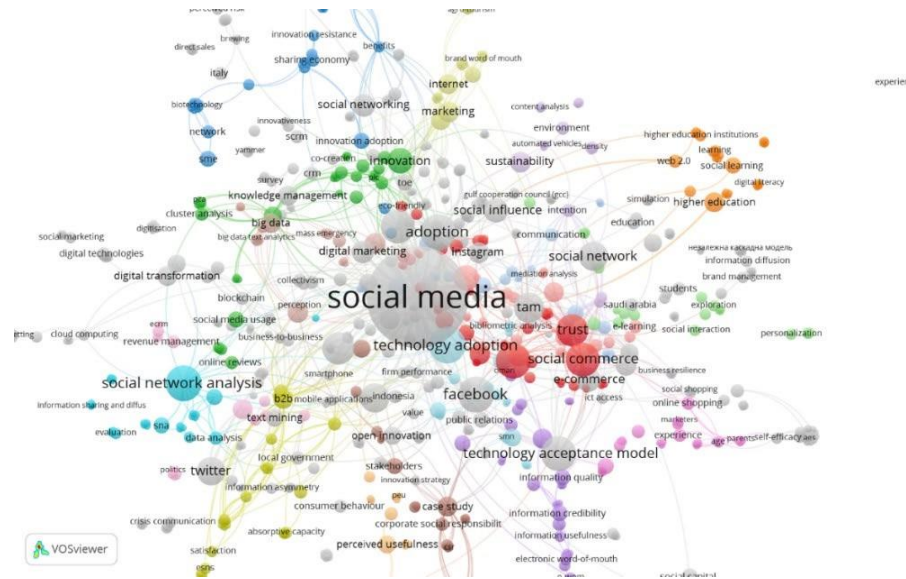 innovation resistance
brewing
direct sales
benefits
sharing economy
brand word of mouth
italy
internet
experien
biotechnology
social networking
marketing
content analysis
innovativeness
network
scrm
environment
higher education institutions
yammer
innovation adoption
automated vehicles
density
learning
sme
co-creation
innovation
sustainability
web 2.0
social learning
survey
crm
toe
gulf cooperation council (gcc)
digital literacy
pca
knowledge management
eco-friendly
social influence
intention
simulation
higher education
cluster analysis
big data
education
social marketing
digitisation
mass emergency
adoption
communication
big data text analytics
instagram
незалежна каскадна модель
digital technologies
digital marketing
social network
information diffusion
mediation analysis
digital transformation
collectivism
brand management
students
blockchain
social media
perception
tam
saudi arabia
exploration
social media usage
bibliometric analysis
trust
e-learning
social interaction
personalization
cloud computing
ecrm
revenue management
business-to-business
technology adoption
online reviews
social commerce
firm performance
oman
business resilience
smartphone
e-commerce
social network analysis
facebook
ict access
social shopping
b2b
mobile applications
indonesia
online shopping
information sharing and diffus
text mining
value
public relations
marketers
sna
evaluation
data analysis
open innovation
smn
experience
age
parents
self-efficacy
aes
local government
technology acceptance model
politics
twitter
stakeholders
information quality
information asymmetry
innovation strategy
consumer behaviour
peu
case study
information credibility
crisis communication
corporate social responsibilit
absorptive capacity
information usefulness
satisfaction
perceived usefulness
csr
VOSviewer
electronic word-of-mouth
esns
social capital